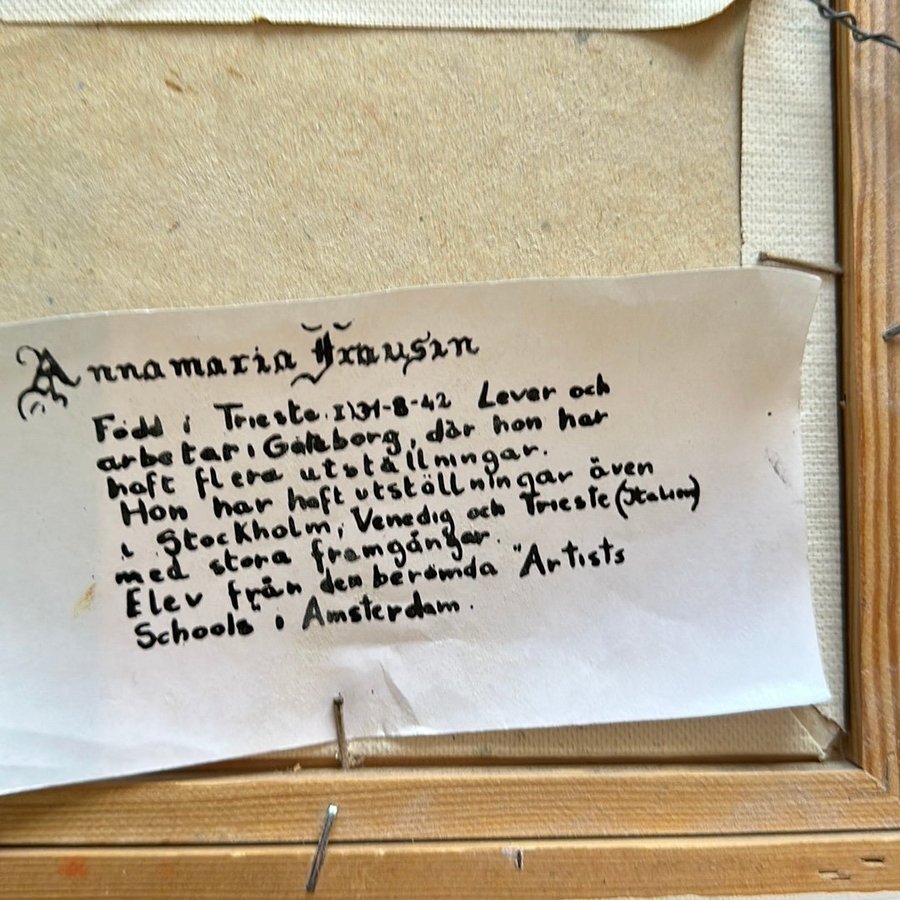 Annamaria
Född i Trieste. I) 31-8-42 Lever och
arbetar i Göteborg, där hon har
haft flera utställningar.
Hon har haft utställningar även
i Stockholm, Venedig och Trieste (Italien)
med stora framgångar.
Elev från den berömda "Artists
Schools i Amsterdam.